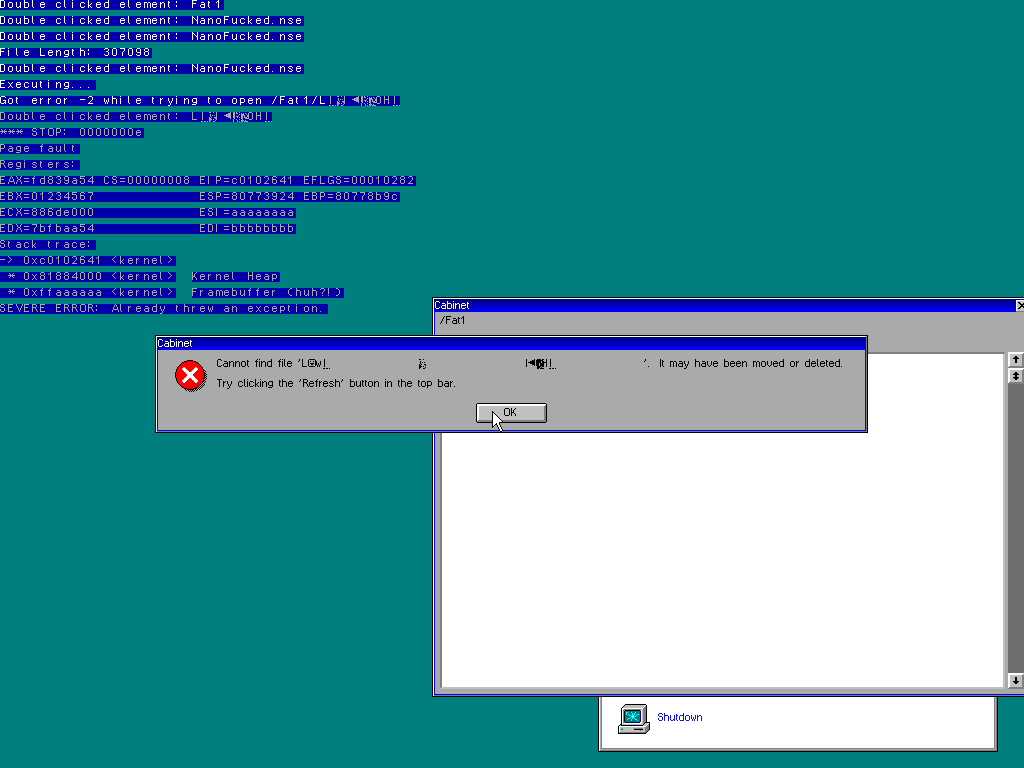 Double clicked element: Fat1
Double clicked element: NanoFucked.nse
Double clicked element: NanoFucked.nse
File Length: 307098
Double clicked element: NanoFucked.nse
Executing...
Got error -2 while trying to open /Fat1/L
Double clicked element: L
*** STOP: 0000000e
Page fault
Registers:
EAX=fd839a54 CS=00000008 EIP=c0102641 EFLGS=00010282
EBX=01234567 ESP=80773924 EBP=80778b9c
ECX=886de000 ESI=aaaaaaaa
EDX=7bfbaa54 EDI=bbbbbbbb
Stack trace:
-> 0xc0102641 <kernel>
* 0x81884000 <kernel> Kernel Heap
* 0xffaaaaaa <kernel> Framebuffer (huh?!)
SEVERE ERROR: Already threw an exception.
Cabinet
/Fat1
Cabinet
Cannot find file 'L '. It may have been moved or deleted.
Try clicking the 'Refresh' button in the top bar.
OK
Shutdown